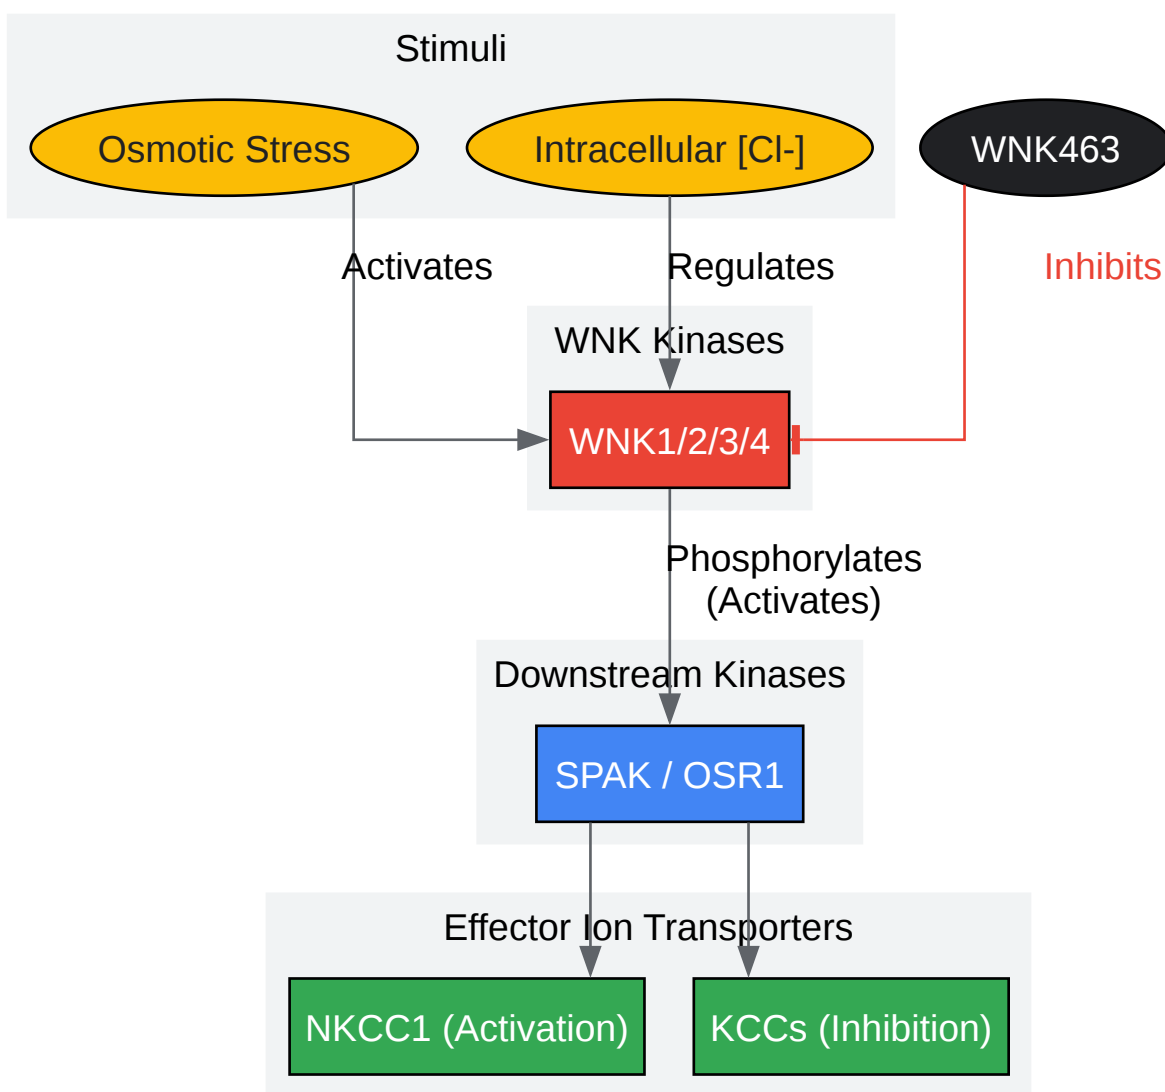 Stimuli
Osmotic Stress
Intracellular [Cl-]
WNK463
Activates
Regulates
Inhibits
WNK Kinases
WNK1/2/3/4
Phosphorylates
(Activates)
Downstream Kinases
SPAK / OSR1
Effector Ion Transporters
NKCC1 (Activation)
KCCs (Inhibition)